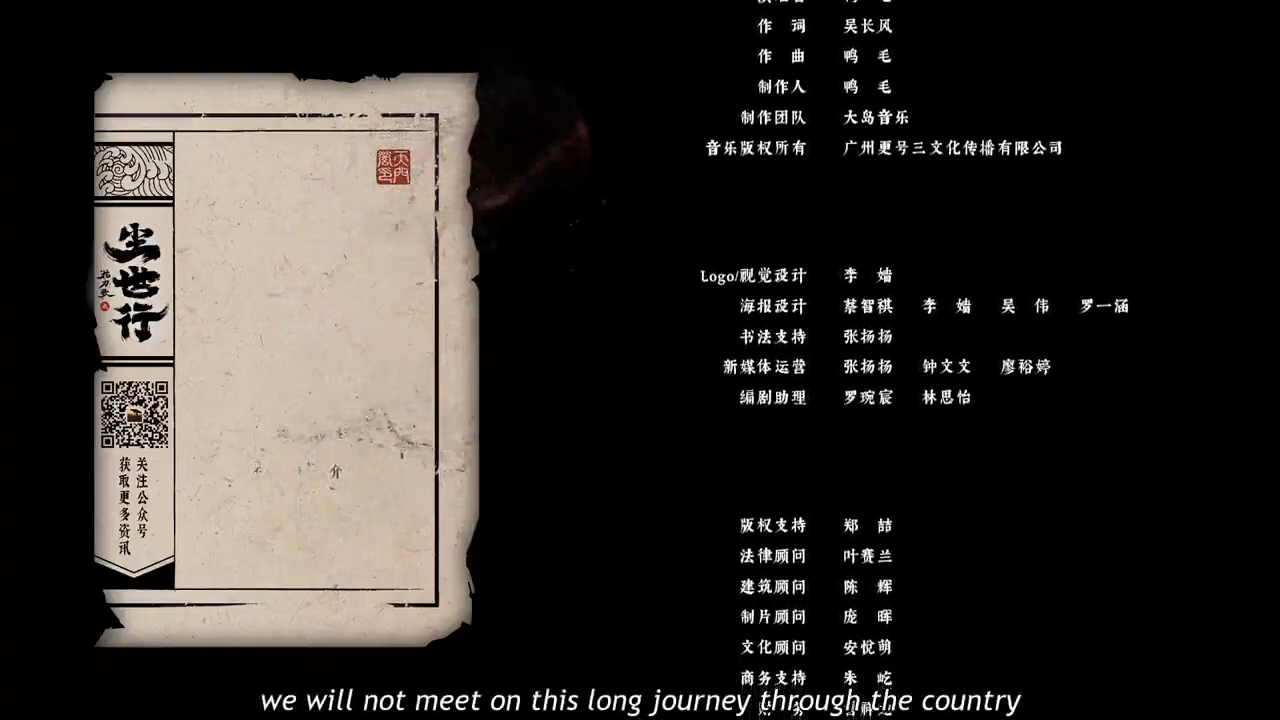 尘世行
关注公众号
获取更多资讯
介
作 词 吴长风
作 曲 鸭 毛
制作人 鸭 毛
制作团队 大岛音乐
音乐版权所有 广州更号三文化传播有限公司
Logo/视觉设计 李 嫱
海报设计 蔡智祺 李 嫱 吴 伟 罗一涵
书法支持 张扬扬
新媒体运营 张扬扬 钟文文 廖裕婷
编剧助理 罗琬宸 林思怡
版权支持 郑 喆
法律顾问 叶赛兰
建筑顾问 陈 辉
制片顾问 庞 晖
文化顾问 安悦萌
商务支持 朱 屹
we will not meet on this long journey through the country